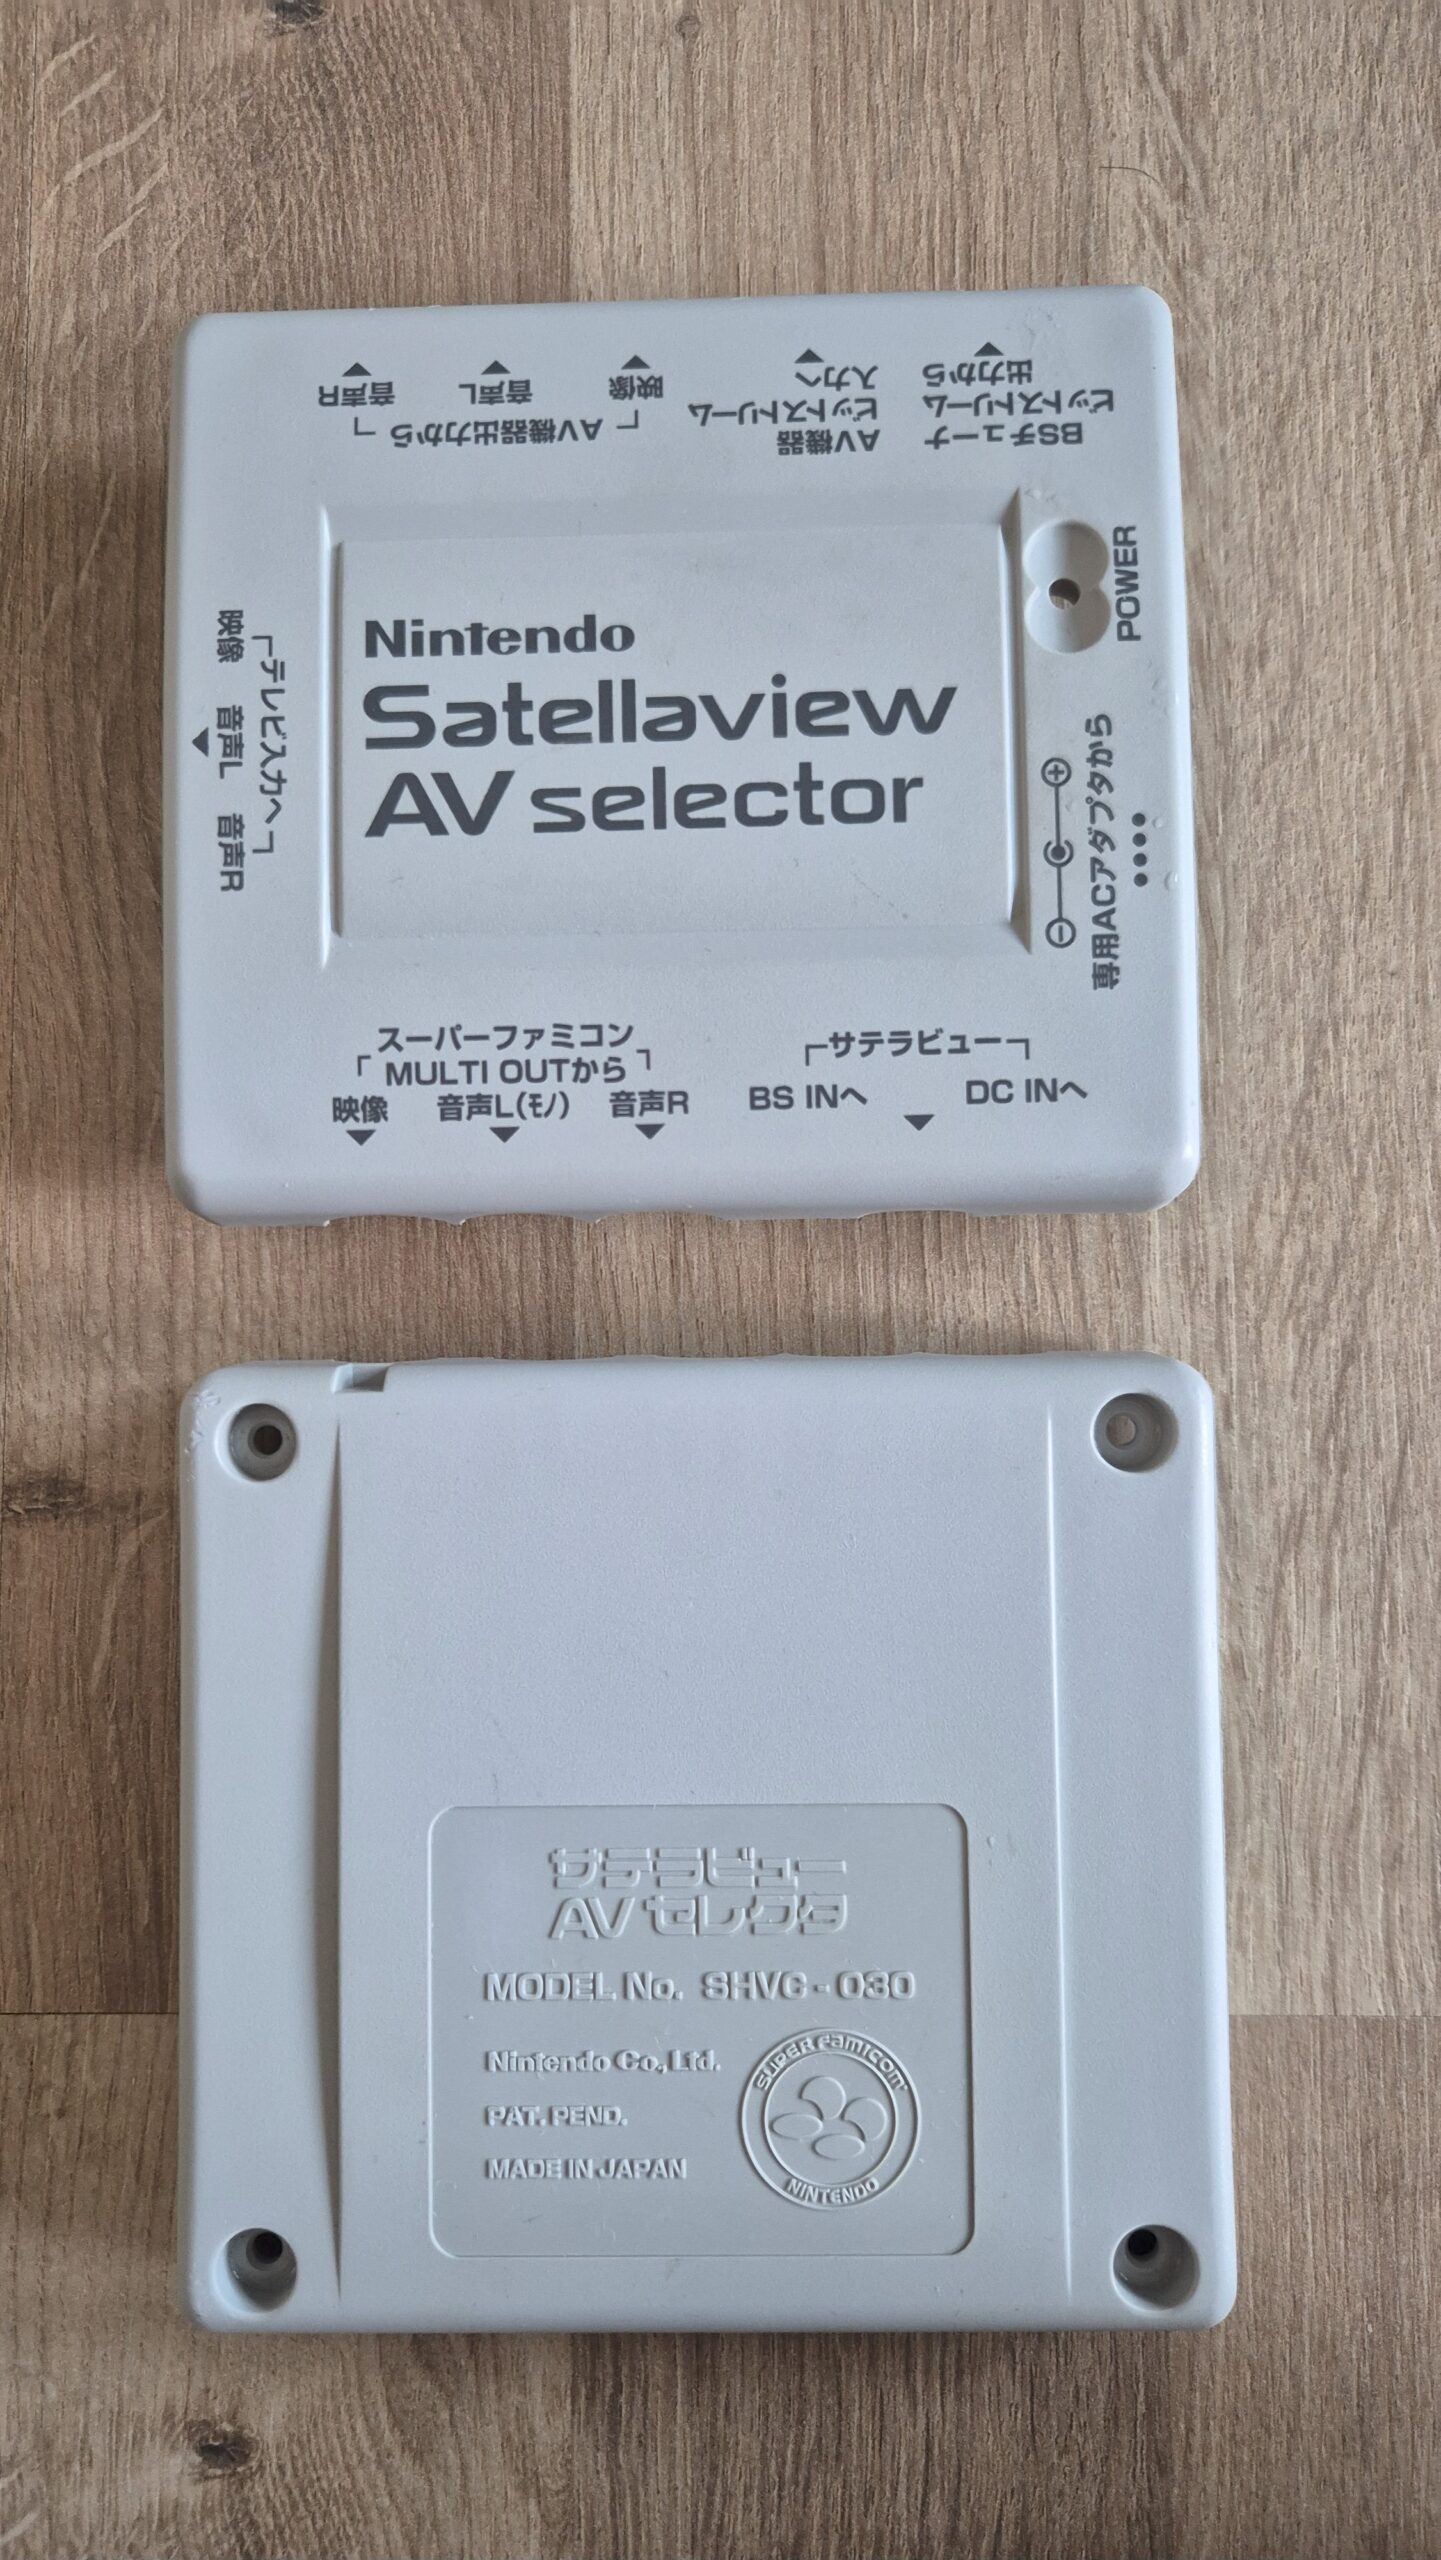 音声R 音声L 映像
「AV機器出力から」
AV機器
ビットストリーム
入力へ
BSチューナ
ビットストリーム
出力から
POWER
専用ACアダプタから
「テレビ入力へ」
映像 音声L 音声R
Nintendo
Satellaview
AV selector
スーパーファミコン
「MULTI OUTから」
映像 音声L(モノ) 音声R
「サテラビュー」
BS INへ DC INへ
サテラビュー
AVセレクタ
MODEL No. SHVC-030
Nintendo Co., Ltd.
PAT. PEND.
MADE IN JAPAN
SUPER FAMICOM
NINTENDO